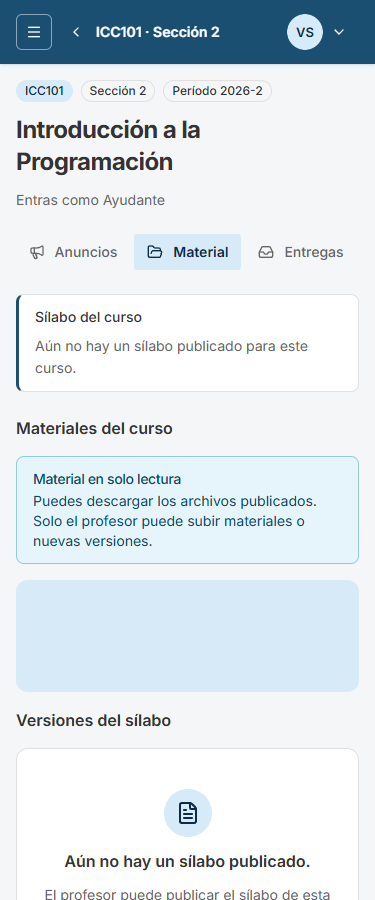 ICC101 · Sección 2
VS
ICC101
Sección 2
Período 2026-2
Introducción a la
Programación
Entras como Ayudante
Anuncios
Material
Entregas
Sílabo del curso
Aún no hay un sílabo publicado para este
curso.
Materiales del curso
Material en solo lectura
Puedes descargar los archivos publicados.
Solo el profesor puede subir materiales o
nuevas versiones.
Versiones del sílabo
Aún no hay un sílabo publicado.
El profesor puede publicar el sílabo de esta